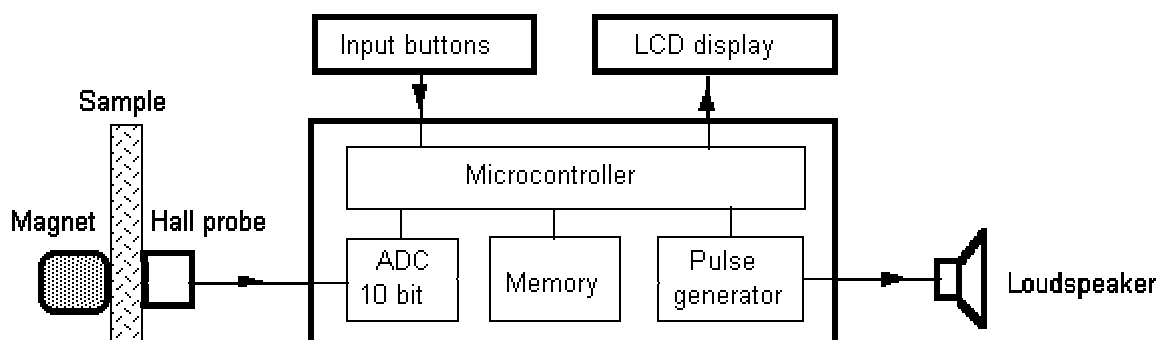 Input buttons
LCD display
Sample
Microcontroller
Magnet
Hall probe
ADC
10 bit
Memory
Pulse
generator
Loudspeaker